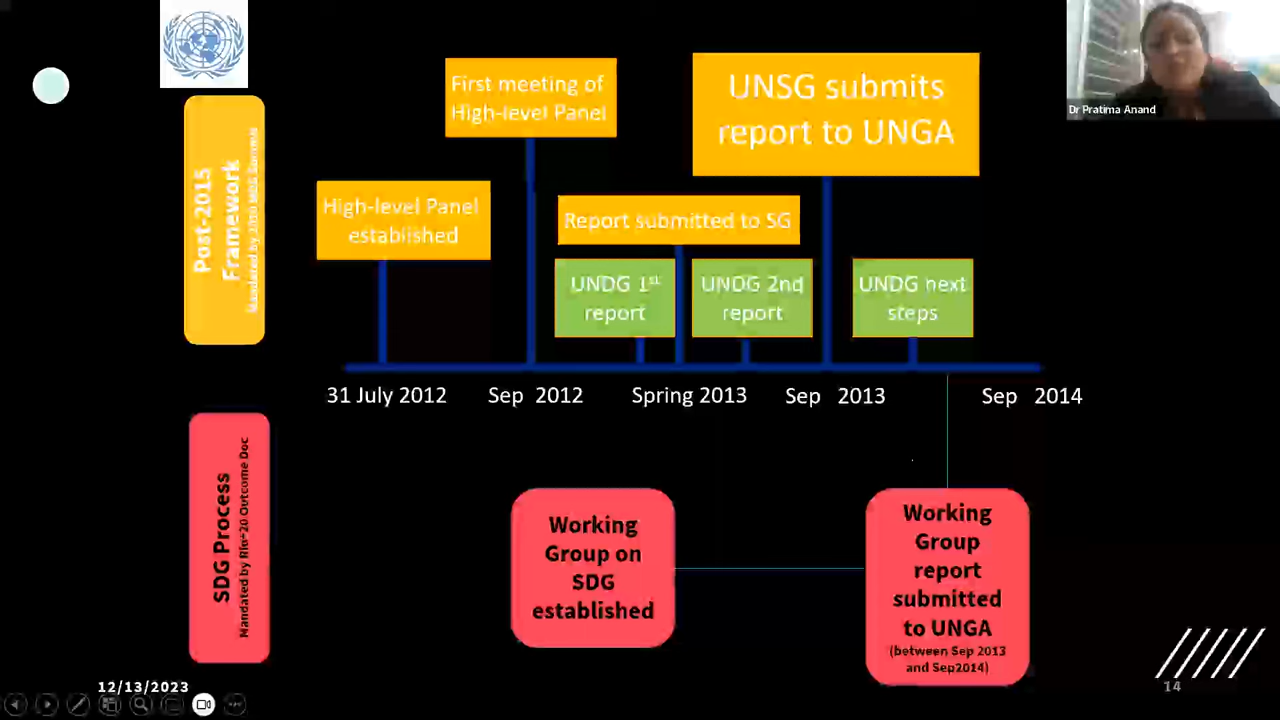 First meeting of
High-level Panel
UNSG submits
report to UNGA
Dr Pratima Anand
Post-2015
Framework
Mandated by 2010 MDG Summit
High-level Panel
established
Report submitted to SG
UNDG 1st
report
UNDG 2nd
report
UNDG next
steps
31 July 2012
Sep 2012
Spring 2013
Sep 2013
Sep 2014
SDG Process
Mandated by Rio+20 Outcome Doc
Working
Group on
SDG
established
Working
Group
report
submitted
to UNGA
(between Sep 2013
and Sep2014)
12/13/2023
14